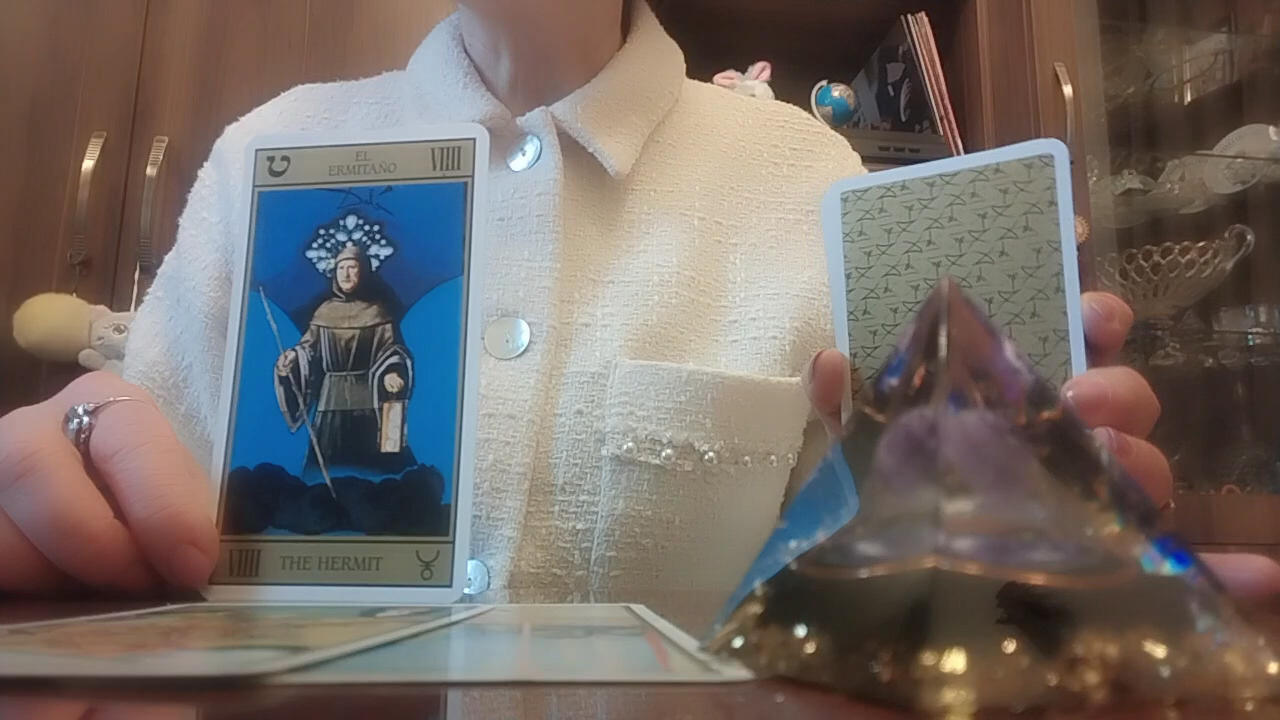 EL
ERMITAÑO
VIIII
Dalí
VIIII
THE HERMIT